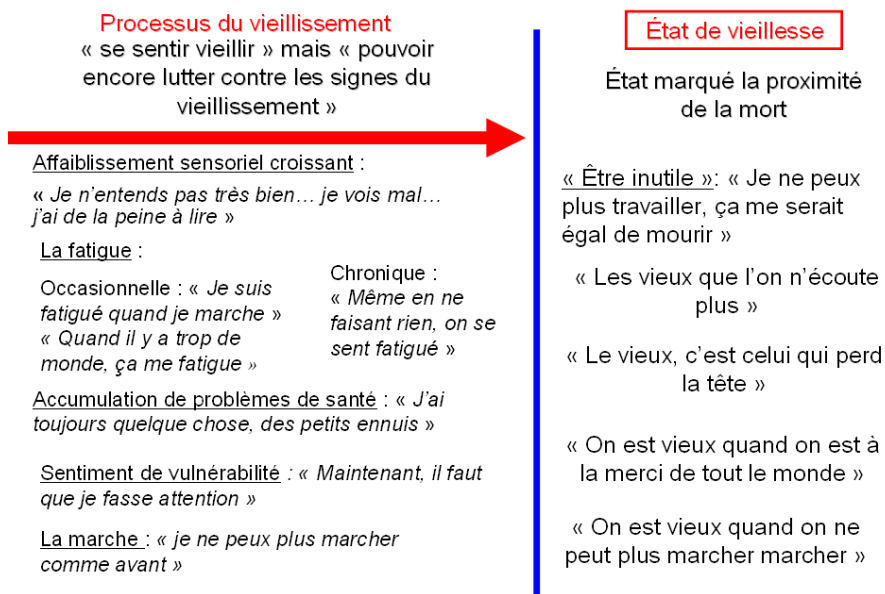 Processus du vieillissement
« se sentir vieillir » mais « pouvoir
encore lutter contre les signes du
vieillissement »
Affaiblissement sensoriel croissant :
« Je n'entends pas très bien… je vois mal…
j'ai de la peine à lire »
La fatigue :
Occasionnelle : « Je suis
fatigué quand je marche »
« Quand il y a trop de
monde, ça me fatigue »
Chronique :
« Même en ne
faisant rien, on se
sent fatigué »
Accumulation de problèmes de santé : « J'ai
toujours quelque chose, des petits ennuis »
Sentiment de vulnérabilité : « Maintenant, il faut
que je fasse attention »
La marche : « je ne peux plus marcher
comme avant »
État de vieillesse
État marqué la proximité
de la mort
« Être inutile »: « Je ne peux
plus travailler, ça me serait
égal de mourir »
« Les vieux que l'on n'écoute
plus »
« Le vieux, c'est celui qui perd
la tête »
« On est vieux quand on est à
la merci de tout le monde »
« On est vieux quand on ne
peut plus marcher marcher »